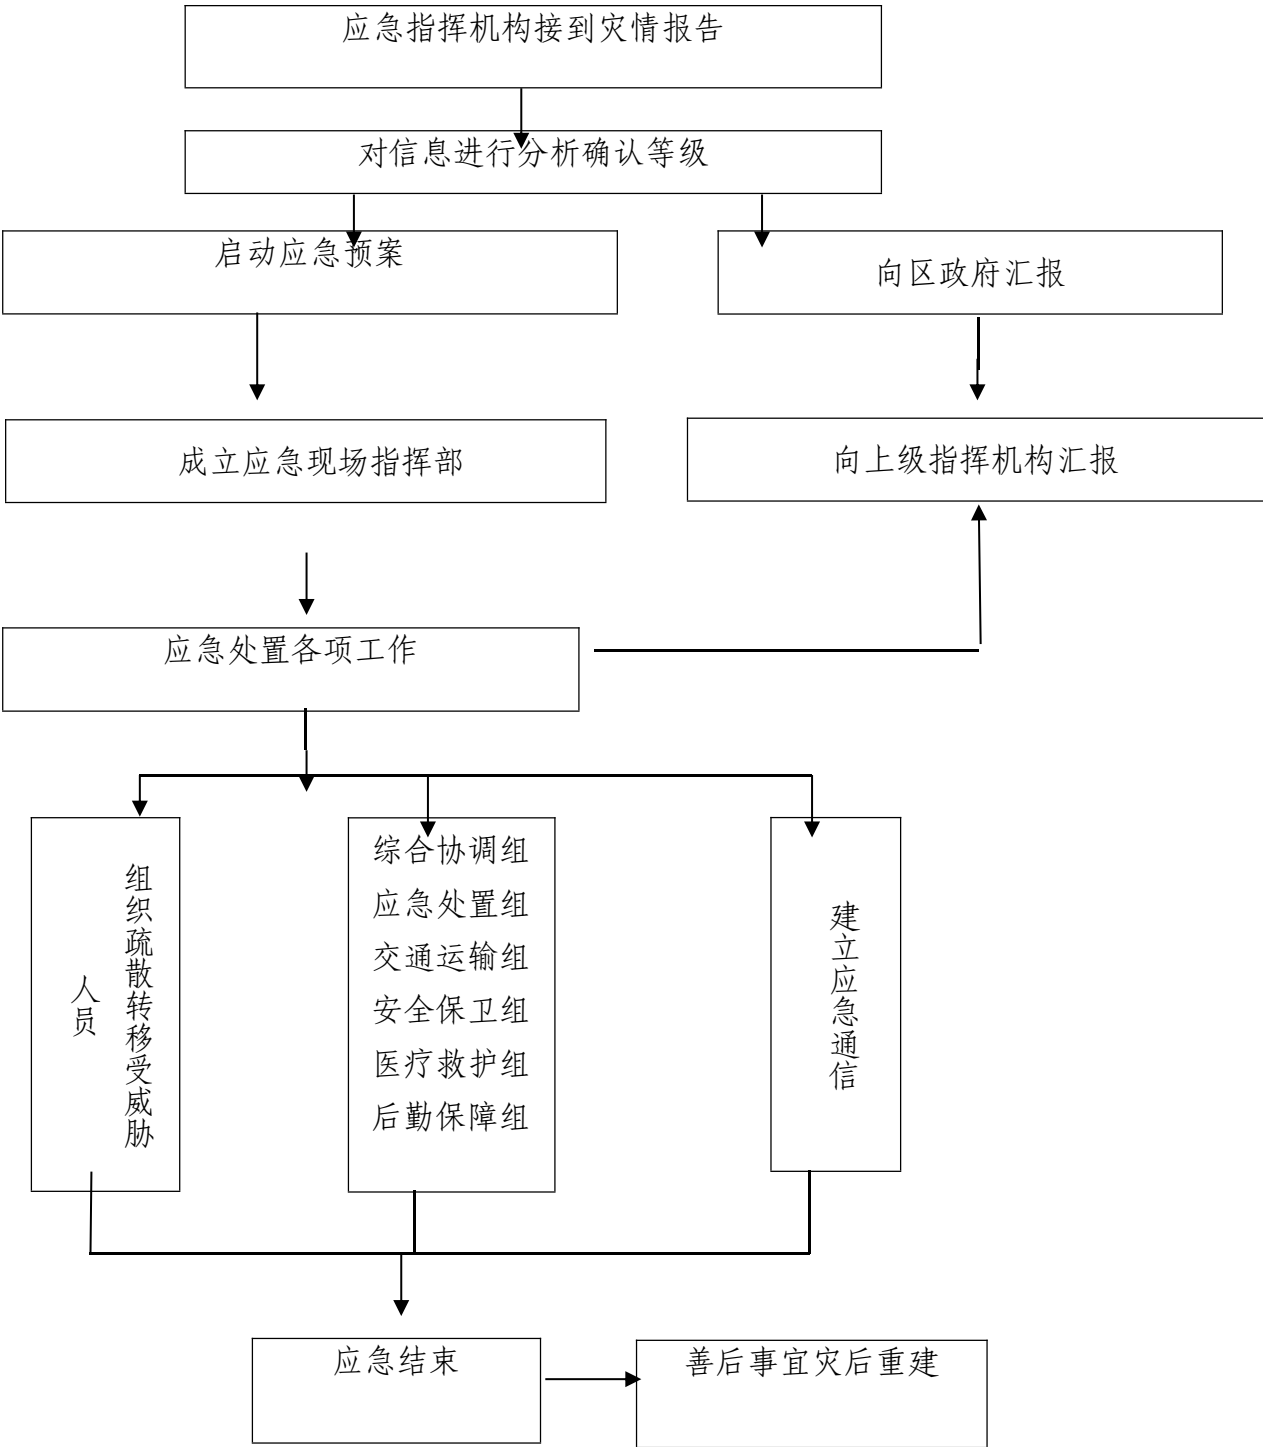 应急指挥机构接到灾情报告
对信息进行分析确认等级
启动应急预案
向区政府汇报
成立应急现场指挥部
向上级指挥机构汇报
应急处置各项工作
组织疏散转移受威胁
人员
综合协调组
应急处置组
交通运输组
安全保卫组
医疗救护组
后勤保障组
建立应急通信
应急结束
善后事宜灾后重建